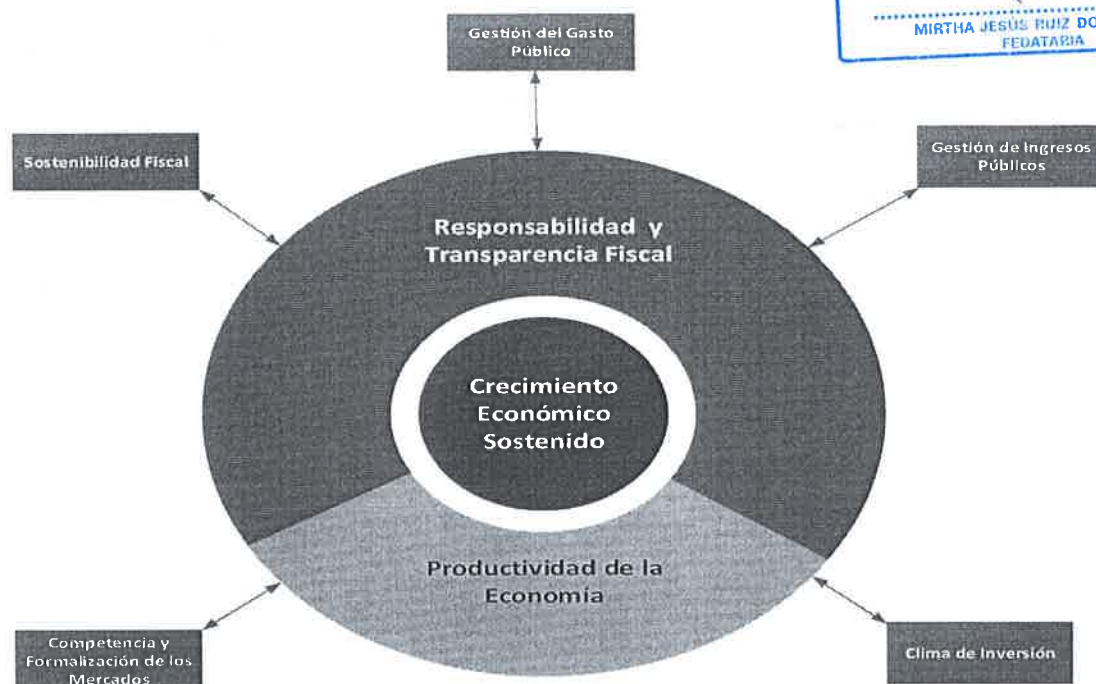 MIRTHA JESÚS RUIZ
FEDATARIA
Gestión del Gasto
Público
Sostenibilidad Fiscal
Gestión de Ingresos
Públicos
Responsabilidad y
Transparencia Fiscal
Crecimiento
Económico
Sostenido
Productividad de la
Economía
Competencia y
Formalización de los
Mercados
Clima de Inversión